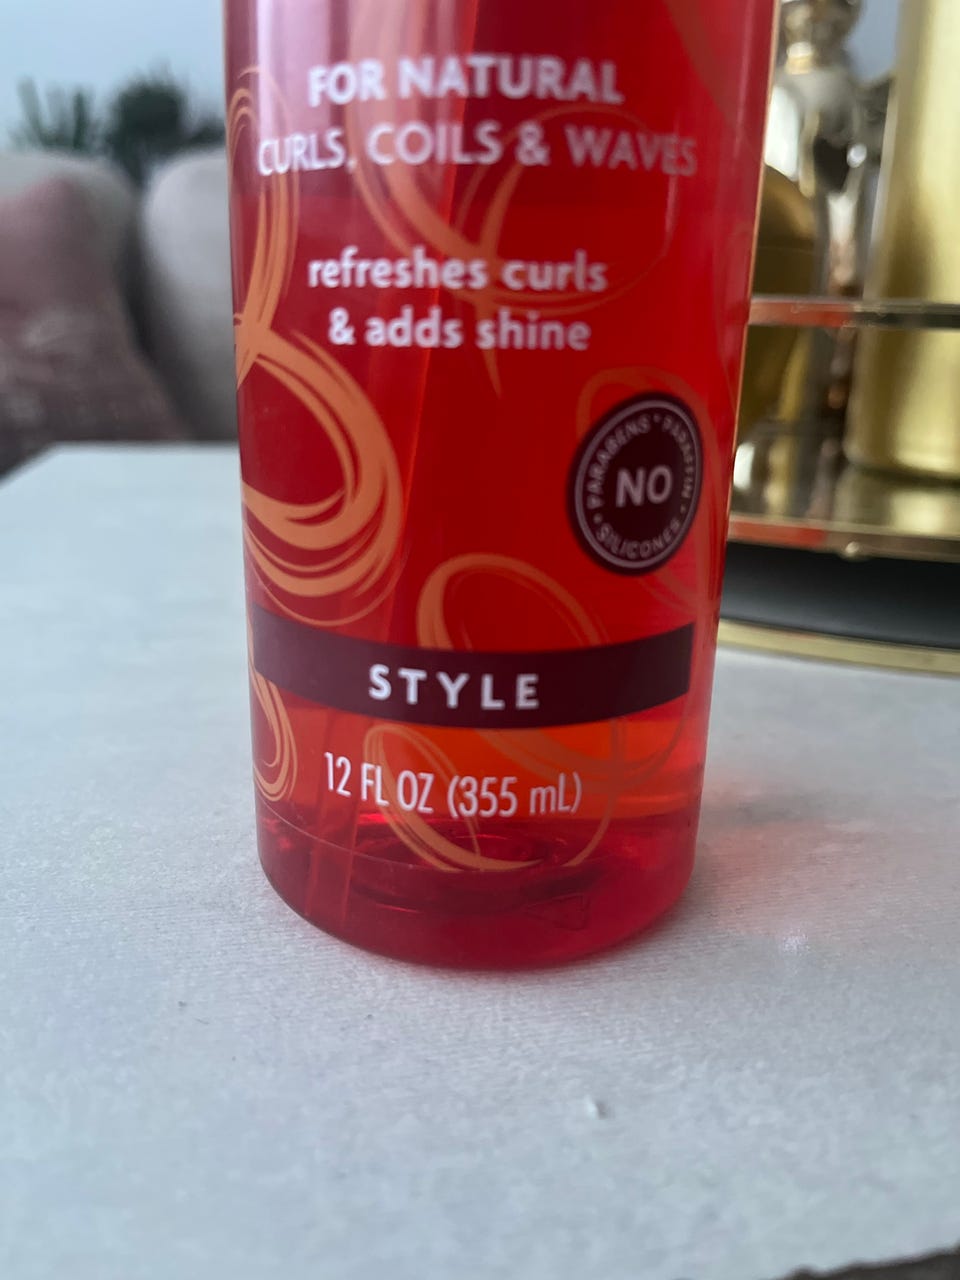 FOR NATURAL
CURLS, COILS & WAVES
refreshes curls
& adds shine
PARABENS • PARAFFIN • SILICONES •
NO
STYLE
12 FL OZ (355 mL)